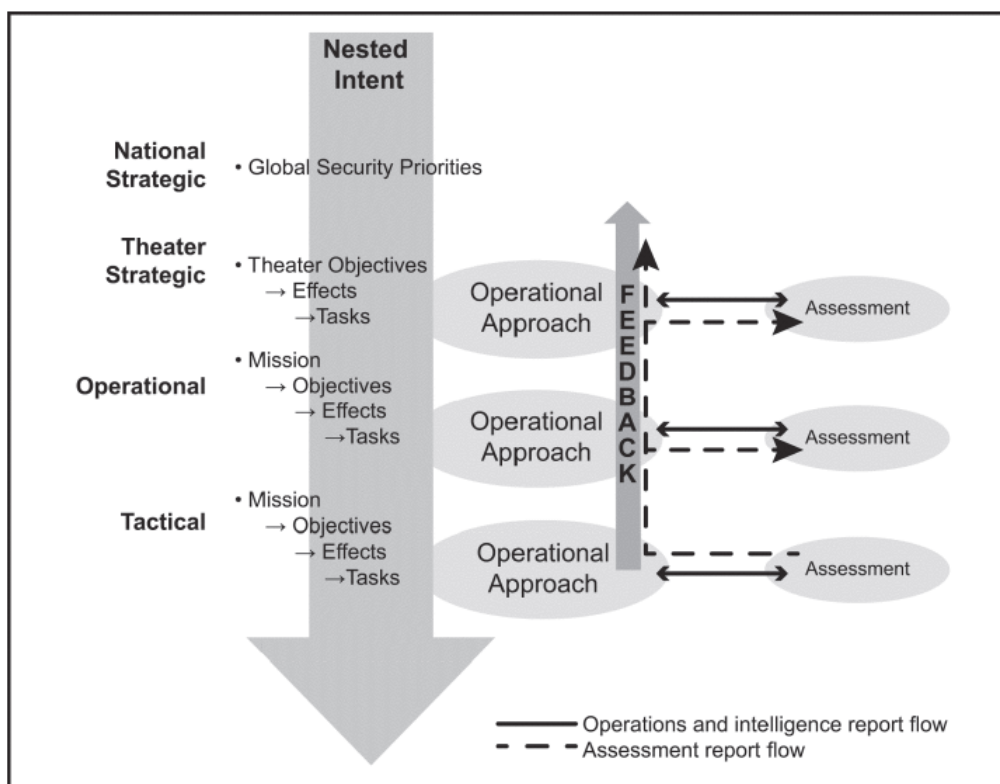 Nested
Intent
National
Strategic
• Global Security Priorities
Theater
Strategic
• Theater Objectives
→ Effects
→Tasks
Operational
Approach
Assessment
Operational
• Mission
→ Objectives
→ Effects
→Tasks
Operational
Approach
Assessment
Tactical
• Mission
→ Objectives
→ Effects
→Tasks
Operational
Approach
Assessment
FEEDBACK
Operations and intelligence report flow
Assessment report flow